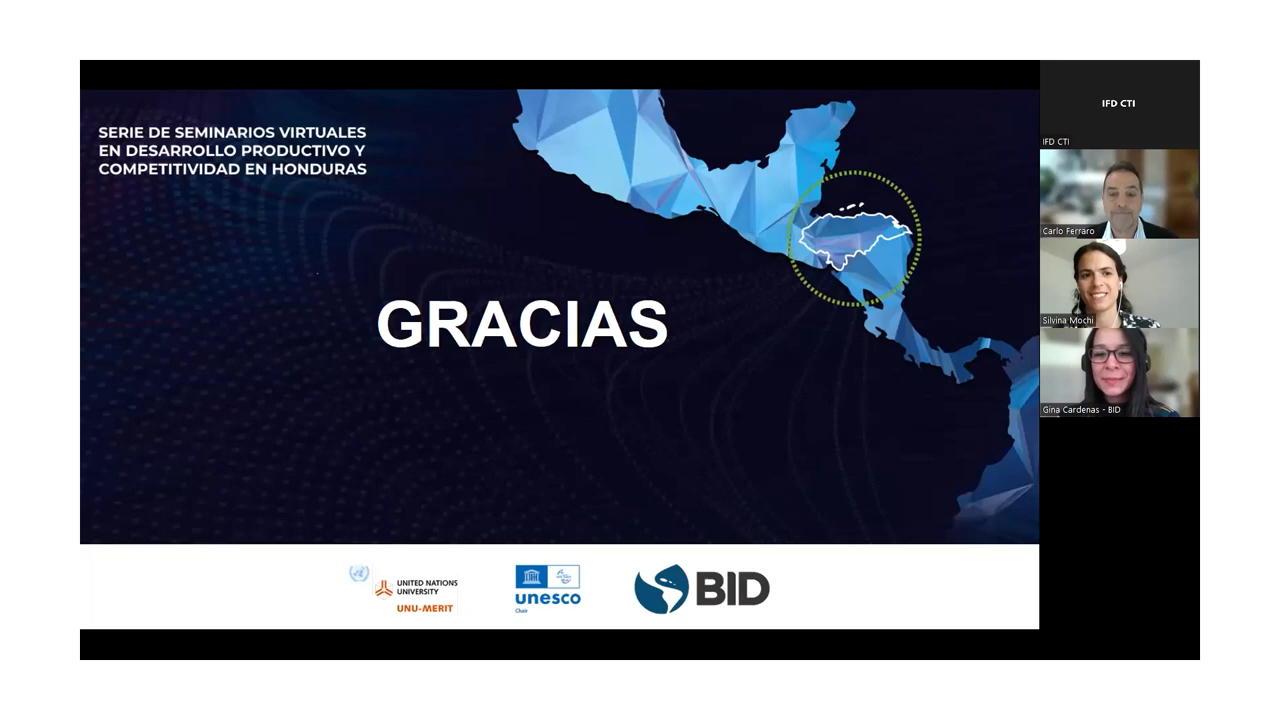 SERIE DE SEMINARIOS VIRTUALES
EN DESARROLLO PRODUCTIVO Y
COMPETITIVIDAD EN HONDURAS
GRACIAS
UNITED NATIONS
UNIVERSITY
UNU-MERIT
unesco
Chair
BID
IFD CTI
IFD CTI
Carlo Ferraro
Silvina Mochi
Gina Cardenas - BID